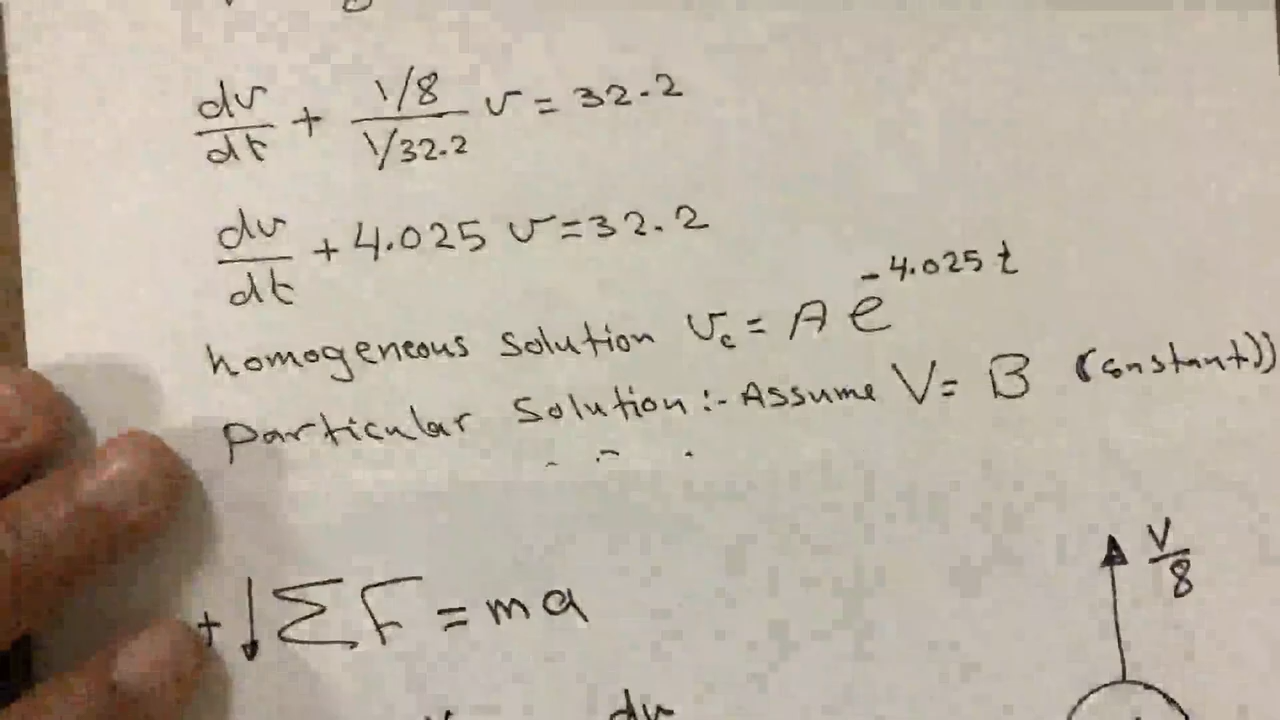 dv/dt + (1/8)/(1/32.2) v = 32.2
dv/dt + 4.025 v = 32.2
homogeneous solution v_c = A e^(-4.025 t)
particular solution :- Assume V = B (constant))
+↓ΣF = ma
V/8
dv